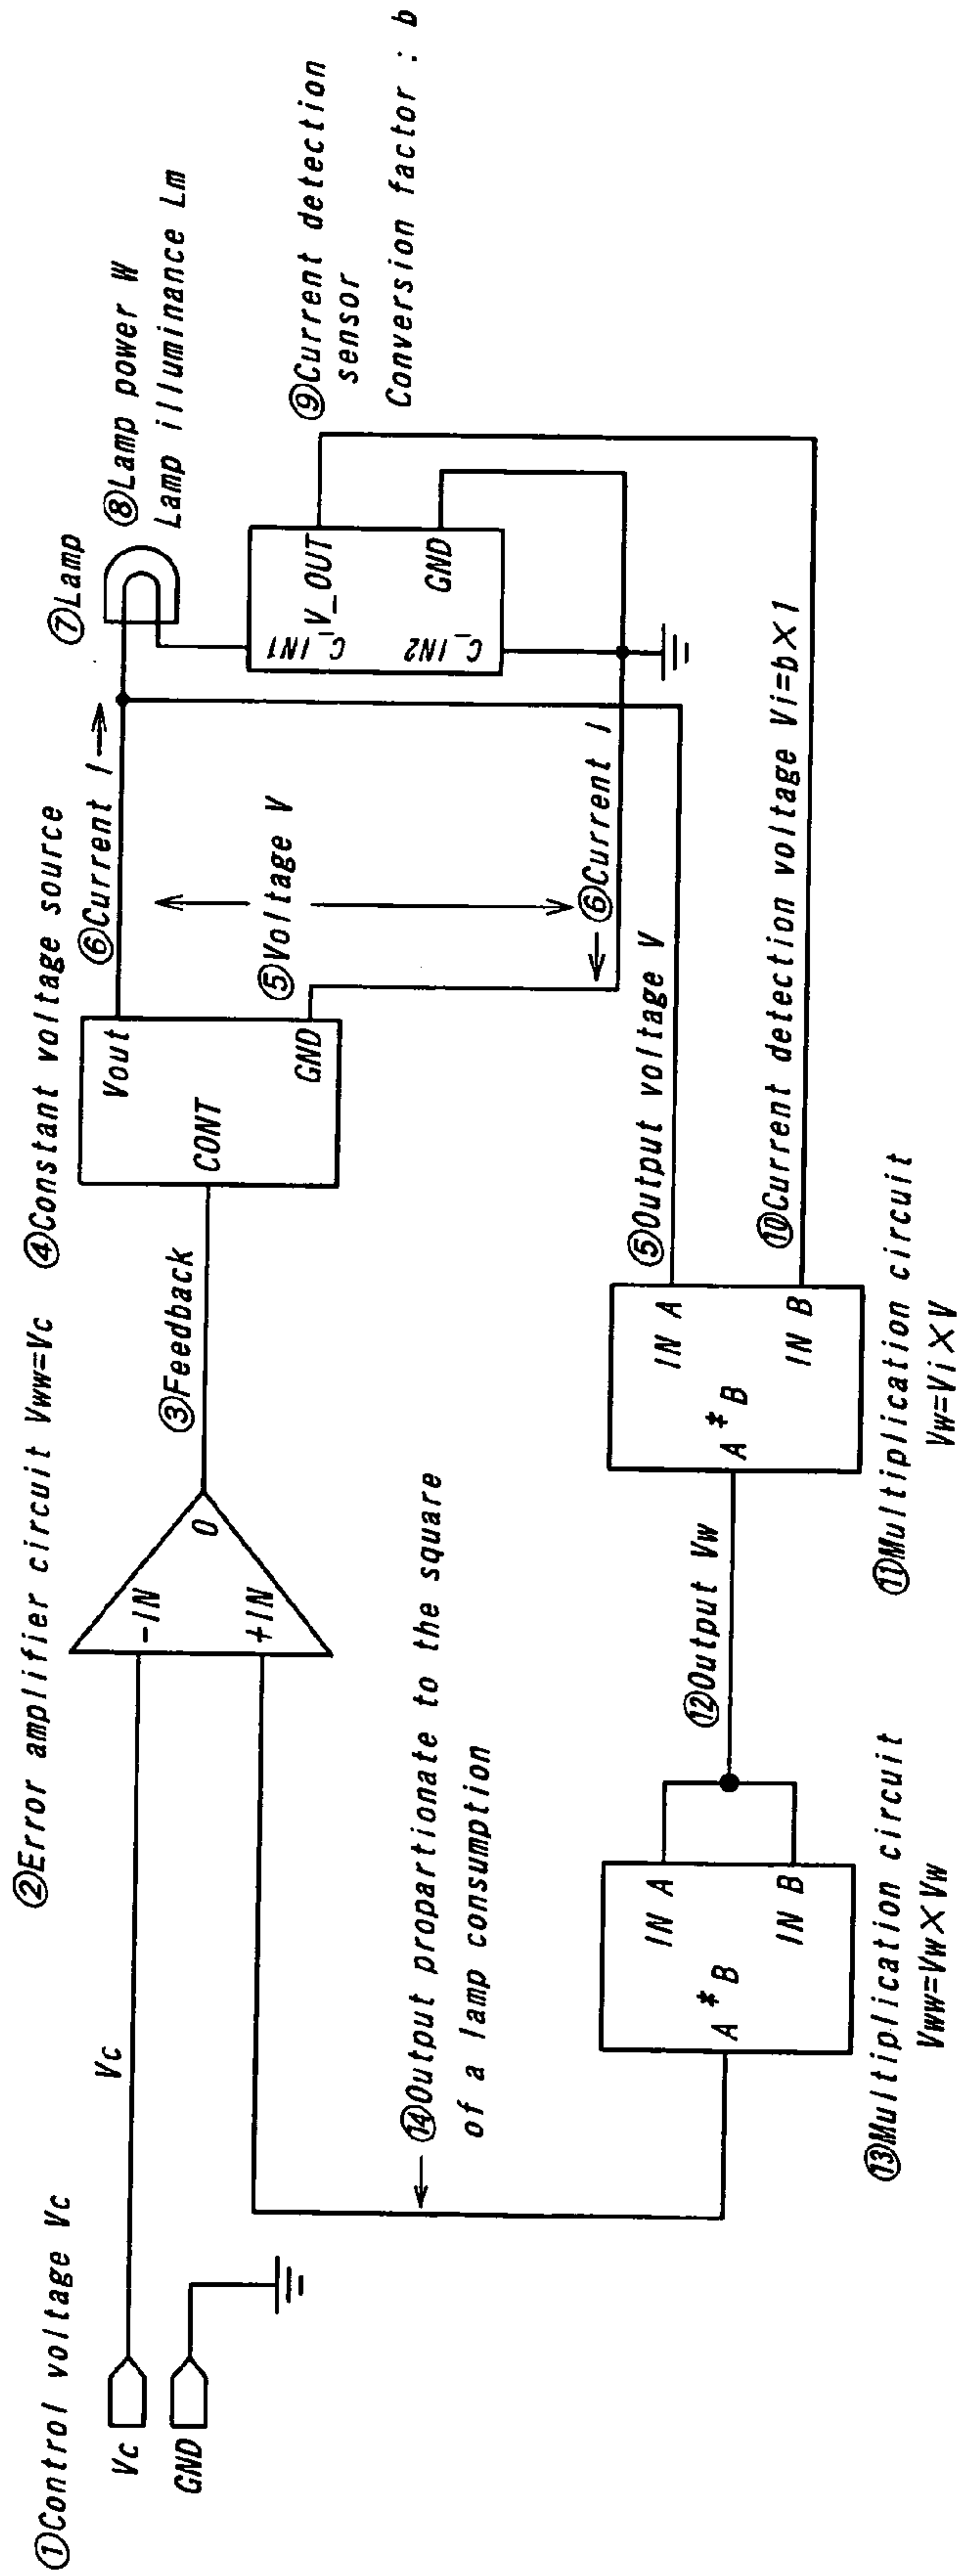 ①Control voltage Vc
②Error amplifier circuit Vww=Vc
④Constant voltage source
Vc
GND
Vc
-IN
+IN
O
③Feedback
Vout
CONT
GND
⑥Current I
⑤Voltage V
⑥Current I
⑦Lamp
⑧Lamp power W
Lamp illuminance Lm
C_IN1
C_IN2
V_OUT
GND
⑨Current detection
sensor
Conversion factor : b
⑭Output propartionate to the square
of a lamp consumption
⑤Output voltage V
⑩Current detection voltage Vi=b×I
IN A
IN B
A*B
⑪Multiplication circuit
Vw=Vi×V
⑫Output Vw
IN A
IN B
A*B
⑬Multiplication circuit
Vww=Vw×Vw